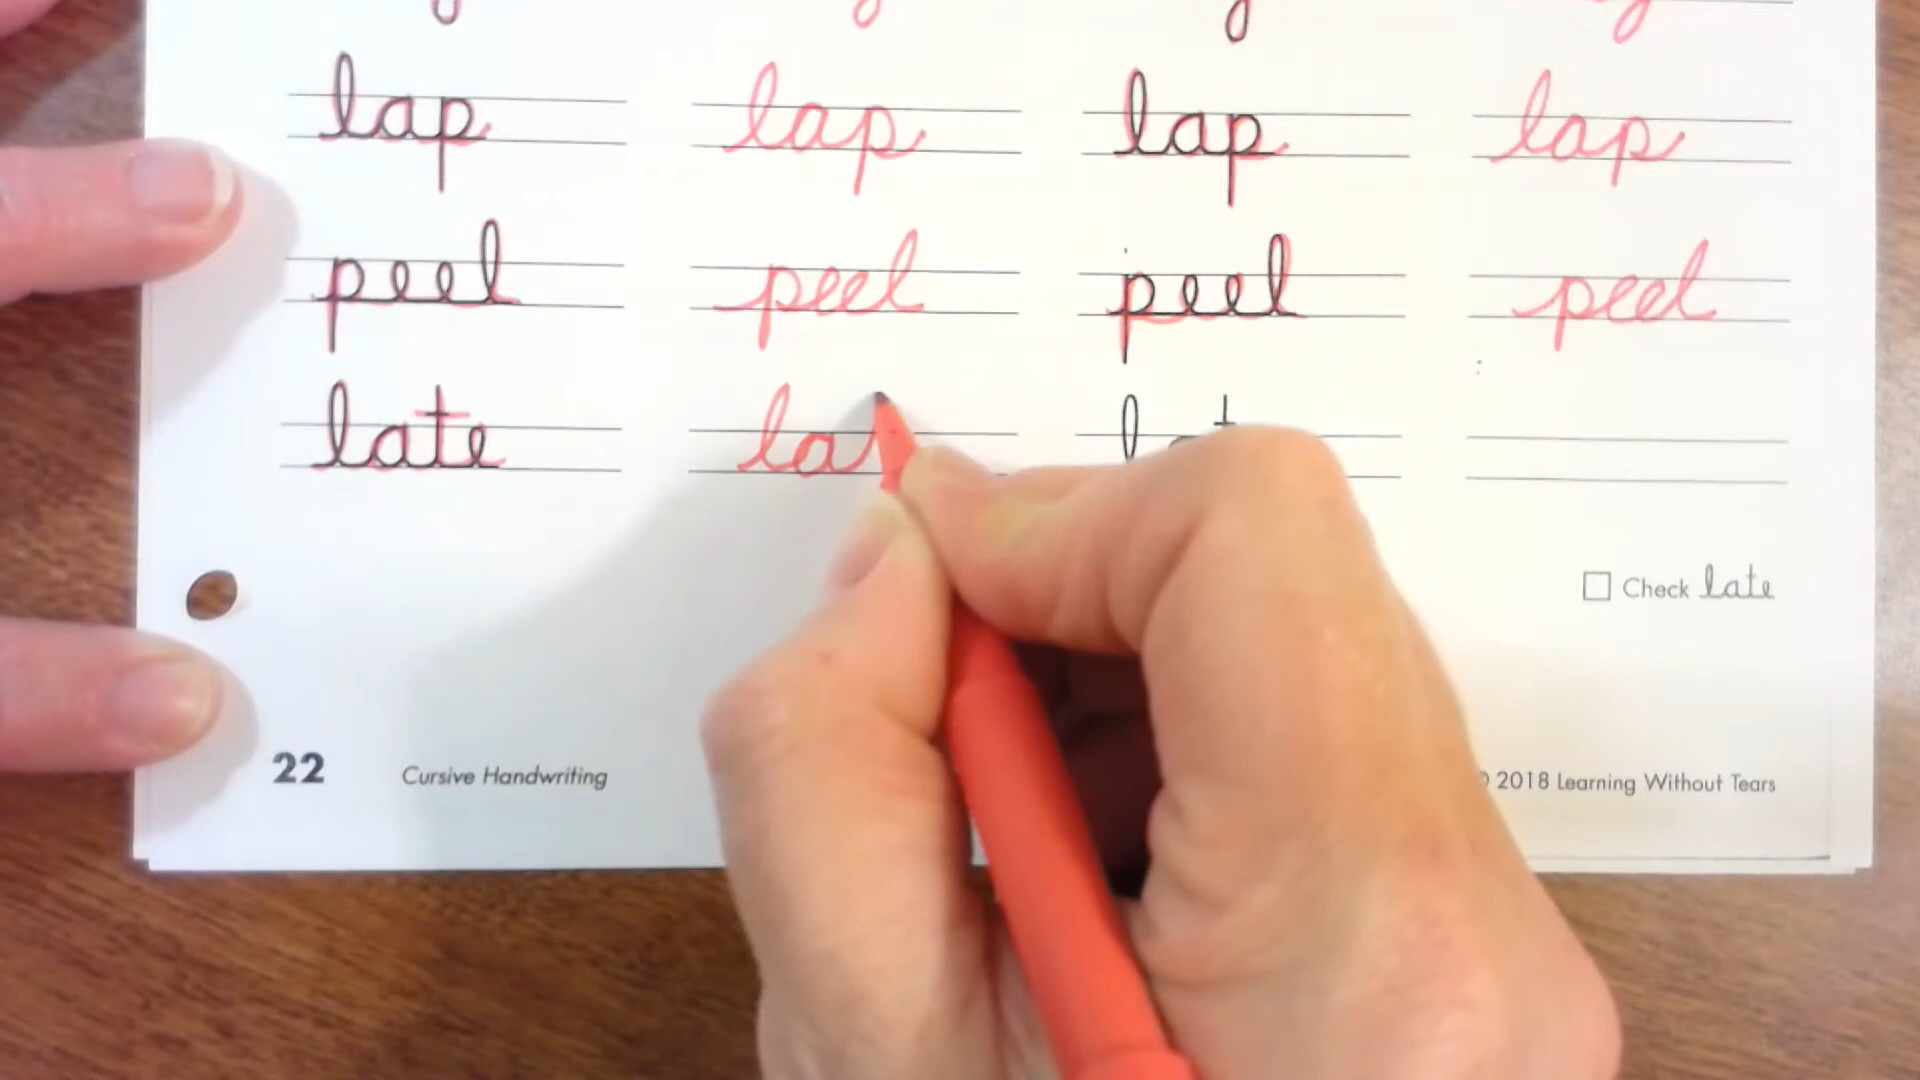 lap lap lap lap
peel peel peel peel
late la
Check late
22 Cursive Handwriting 2018 Learning Without Tears